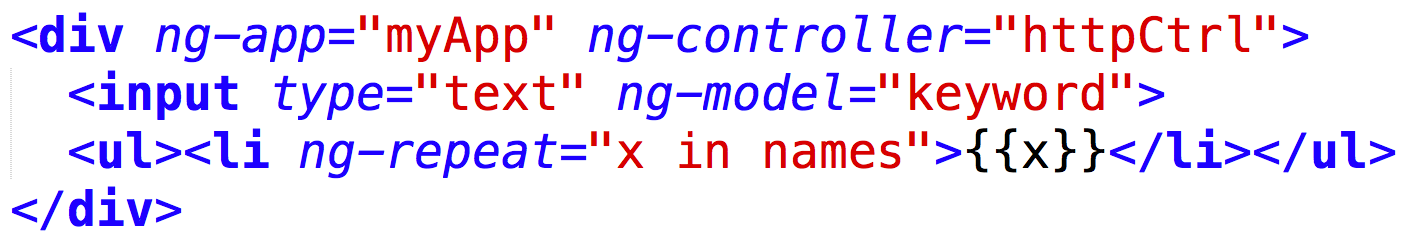 <div ng-app="myApp" ng-controller="httpCtrl">
  <input type="text" ng-model="keyword">
  <ul><li ng-repeat="x in names">{{x}}</li></ul>
</div>